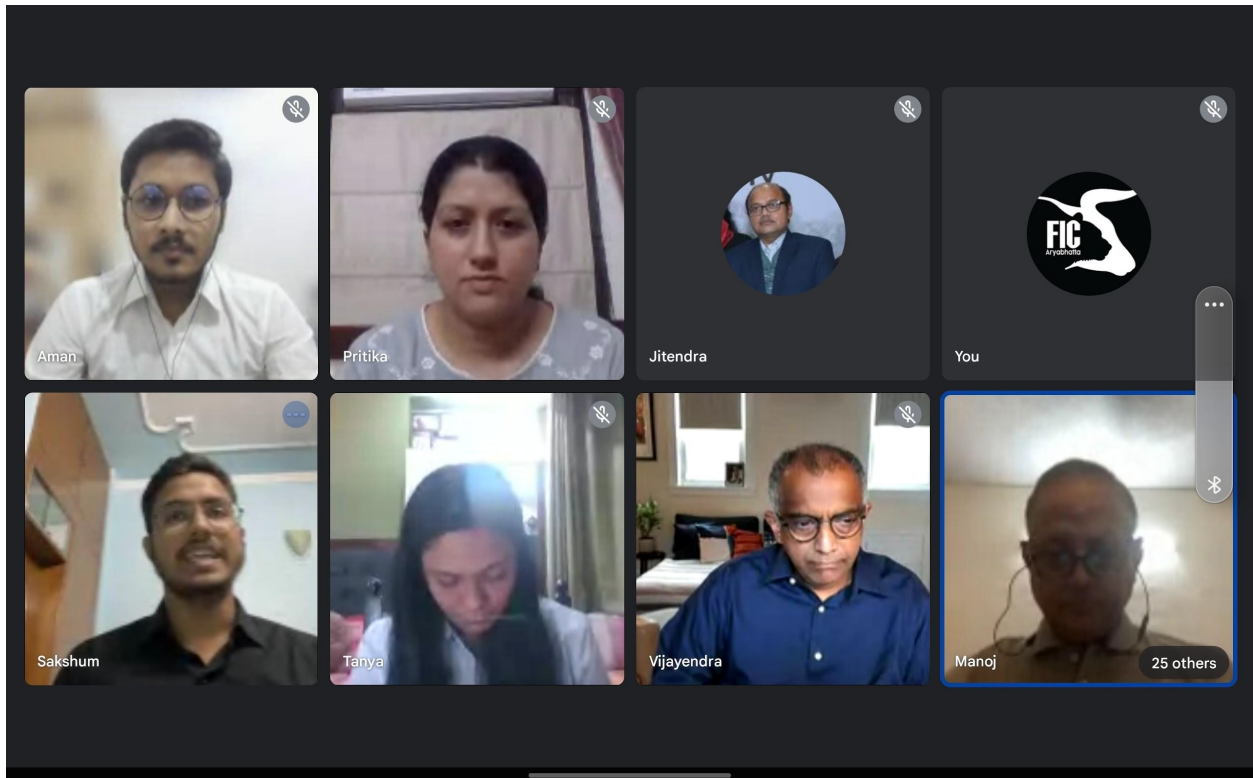 Aman
Pritika
Jitendra
FIC
Aryabhatta
You
Sakshum
Tanya
Vijayendra
Manoj
25 others